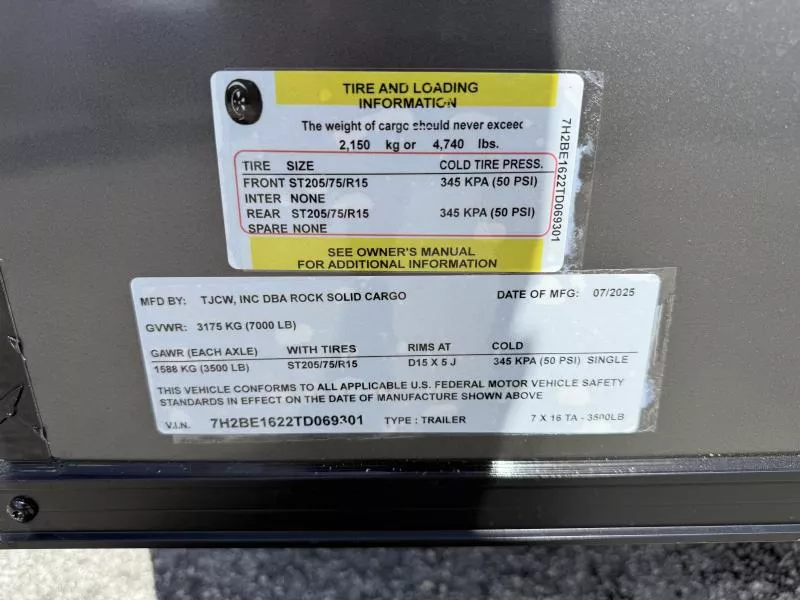 TIRE AND LOADING
INFORMATION
The weight of cargo should never exceed
2,150 kg or 4,740 lbs.
TIRE SIZE COLD TIRE PRESS.
FRONT ST205/75/R15 345 KPA (50 PSI)
INTER NONE
REAR ST205/75/R15 345 KPA (50 PSI)
SPARE NONE
SEE OWNER'S MANUAL
FOR ADDITIONAL INFORMATION
7H2BE1622TD069301
MFD BY: TJCW, INC DBA ROCK SOLID CARGO DATE OF MFG: 07/2025
GVWR: 3175 KG (7000 LB)
GAWR (EACH AXLE) WITH TIRES RIMS AT COLD
1588 KG (3500 LB) ST205/75/R15 D15 X 5 J 345 KPA (50 PSI) SINGLE
THIS VEHICLE CONFORMS TO ALL APPLICABLE U.S. FEDERAL MOTOR VEHICLE SAFETY
STANDARDS IN EFFECT ON THE DATE OF MANUFACTURE SHOWN ABOVE
V.I.N. 7H2BE1622TD069301 TYPE : TRAILER 7 X 16 TA - 3500LB